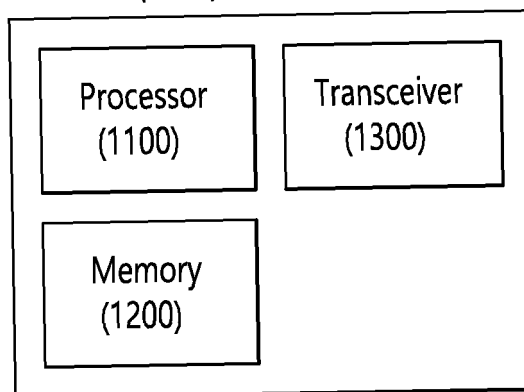 Processor
(1100)
Transceiver
(1300)
Memory
(1200)